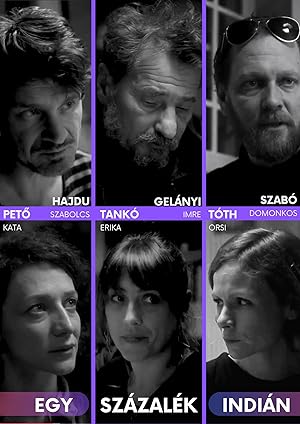 HAJDU GELÁNYI SZABÓ
PETŐ SZABOLCS TANKÓ IMRE TÓTH DOMONKOS
KATA ERIKA ORSI
EGY SZÁZALÉK INDIÁN